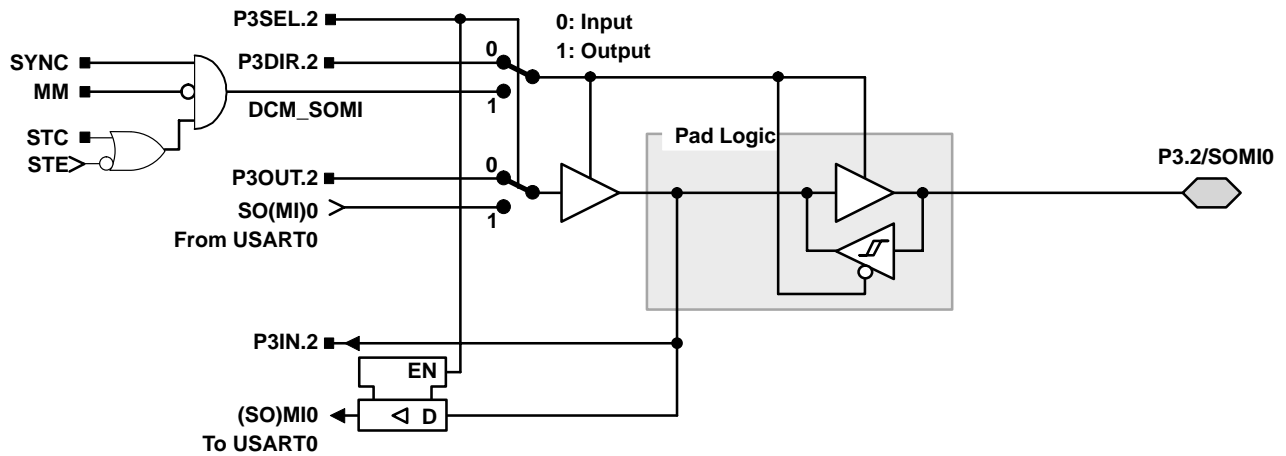 P3SEL.2
0: Input
1: Output
SYNC
P3DIR.2
0
MM
DCM_SOMI
1
STC
STE
Pad Logic
P3.2/SOMI0
P3OUT.2
0
SO(MI)0
1
From USART0
P3IN.2
EN
(SO)MI0
D
To USART0